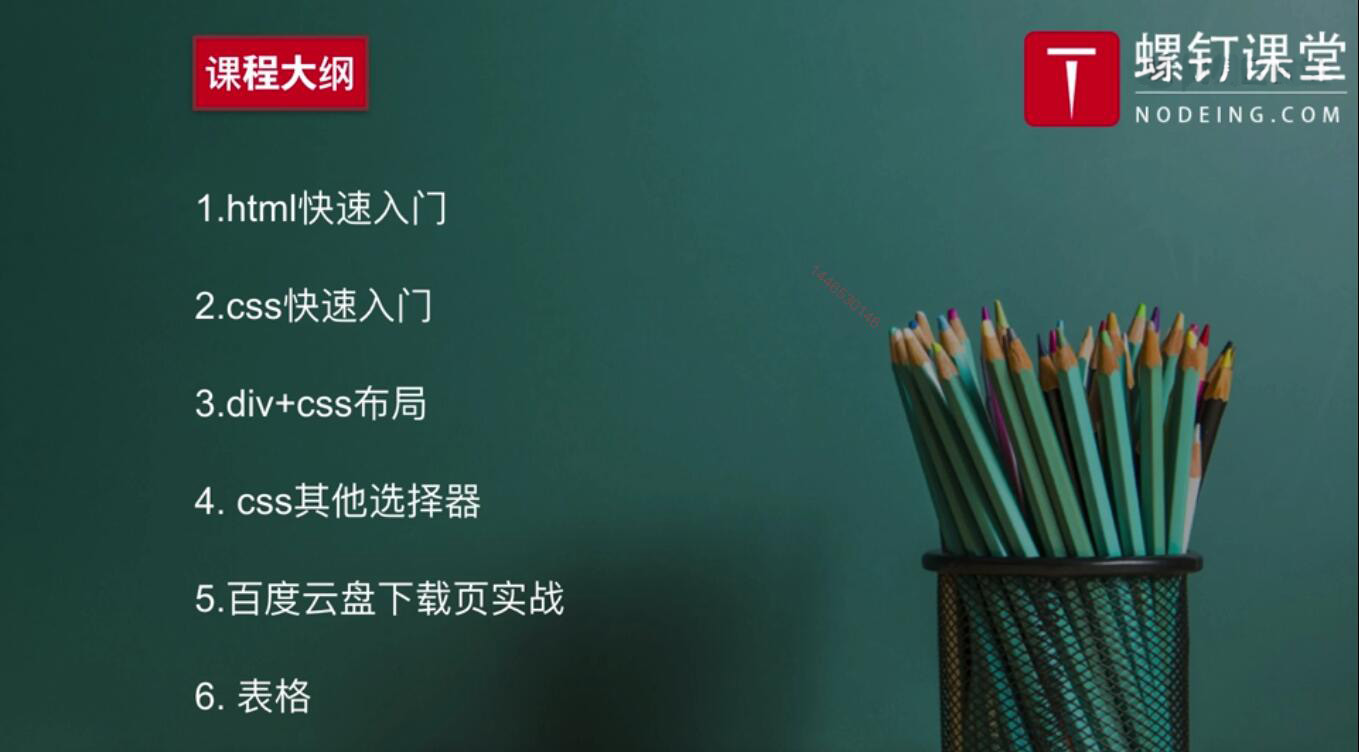 课程大纲
螺钉课堂
NODEING.COM
1.html快速入门
2.css快速入门
3.div+css布局
4. css其他选择器
5.百度云盘下载页实战
6. 表格
1446530146